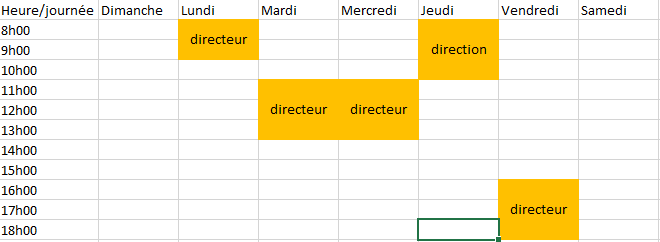 Heure/journée Dimanche Lundi Mardi Mercredi Jeudi Vendredi Samedi
8h00
directeur
9h00
direction
10h00
11h00
12h00 directeur directeur
13h00
14h00
15h00
16h00
17h00 directeur
18h00